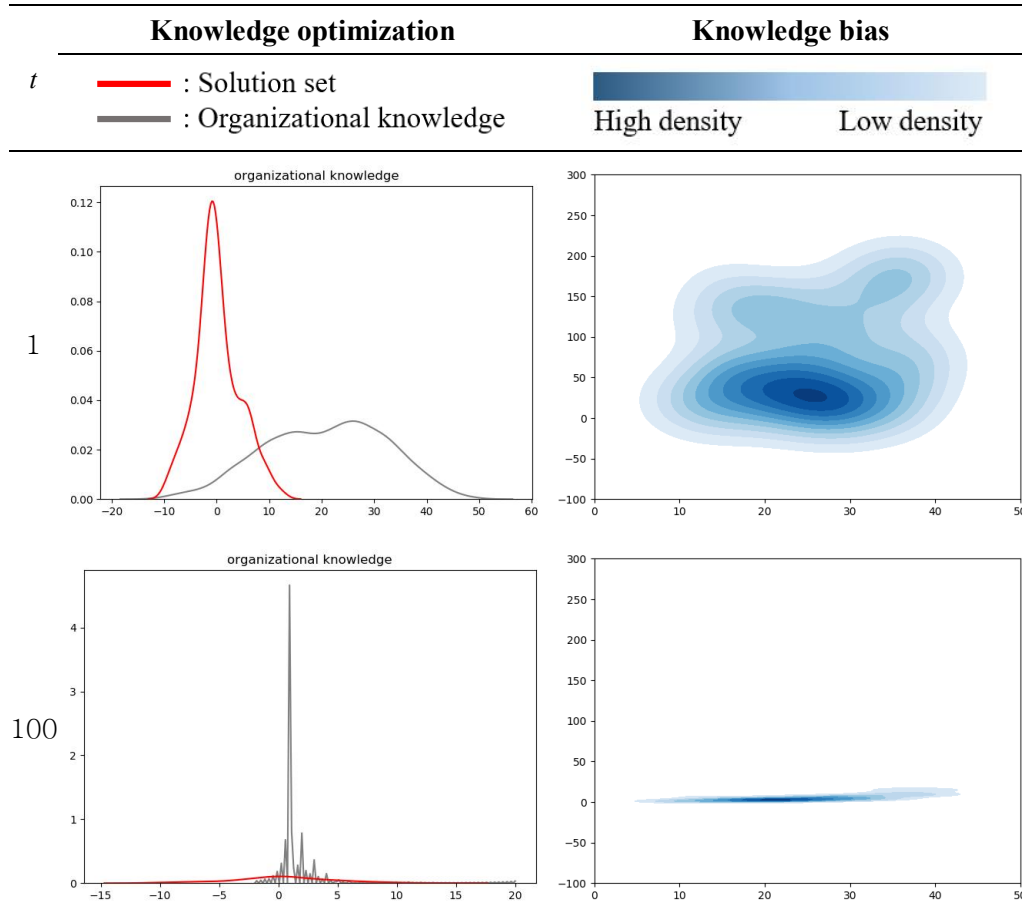 Knowledge optimization
Knowledge bias
t
: Solution set
: Organizational knowledge
High density
Low density
1
organizational knowledge
0.12
0.10
0.08
0.06
0.04
0.02
0.00
−20 −10 0 10 20 30 40 50 60
300
250
200
150
100
50
0
−50
−100
0 10 20 30 40 50
100
organizational knowledge
4
3
2
1
0
−15 −10 −5 0 5 10 15 20
300
250
200
150
100
50
0
−50
−100
0 10 20 30 40 50